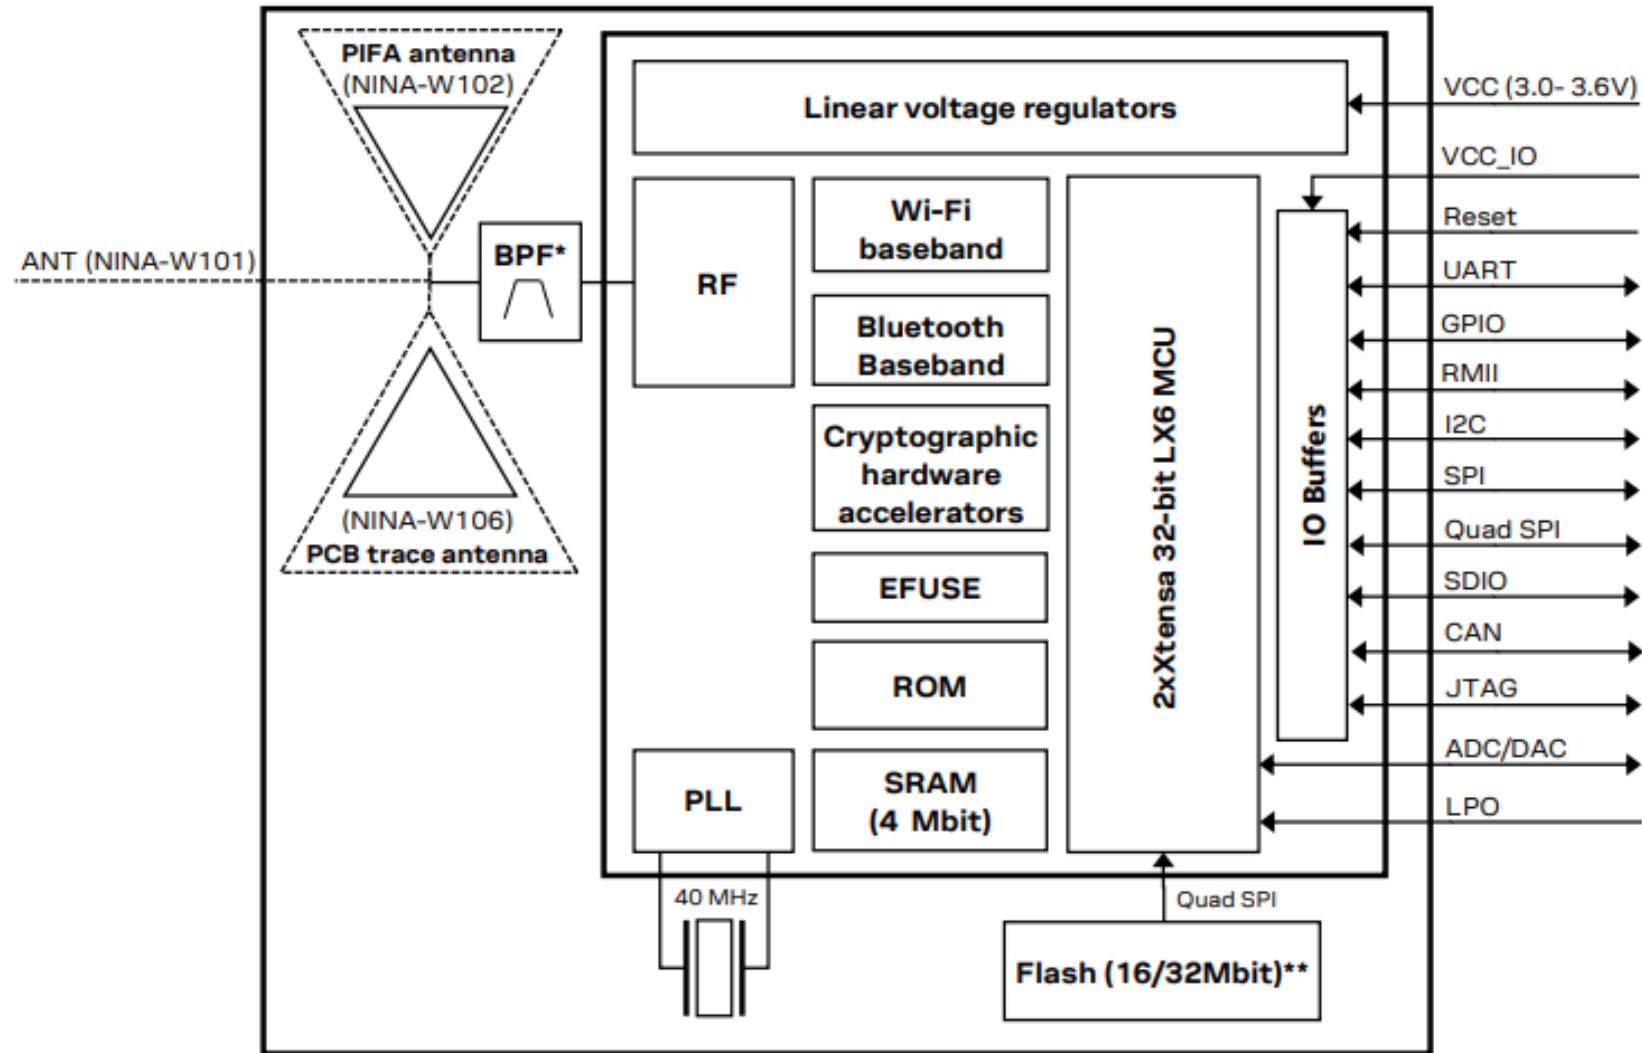 PIFA antenna
(NINA-W102)
ANT (NINA-W101)
BPF*
(NINA-W106)
PCB trace antenna
Linear voltage regulators
RF
Wi-Fi
baseband
Bluetooth
Baseband
Cryptographic
hardware
accelerators
EFUSE
ROM
PLL
SRAM
(4 Mbit)
2xXtensa 32-bit LX6 MCU
IO Buffers
40 MHz
Quad SPI
Flash (16/32Mbit)**
VCC (3.0- 3.6V)
VCC_IO
Reset
UART
GPIO
RMII
I2C
SPI
Quad SPI
SDIO
CAN
JTAG
ADC/DAC
LPO